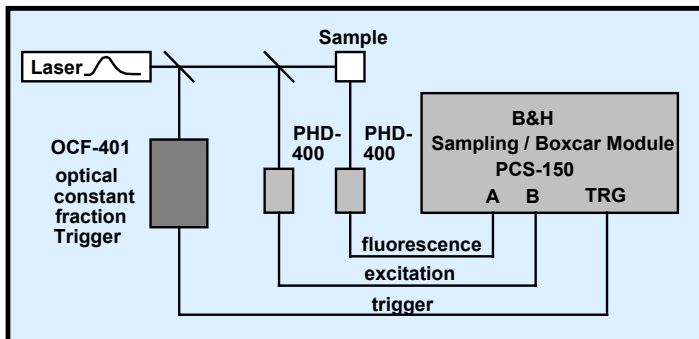 Sample
Laser
PHD-
400
PHD-
400
OCF-401
optical
constant
fraction
Trigger
B&H
Sampling / Boxcar Module
PCS-150
A B TRG
fluorescence
excitation
trigger